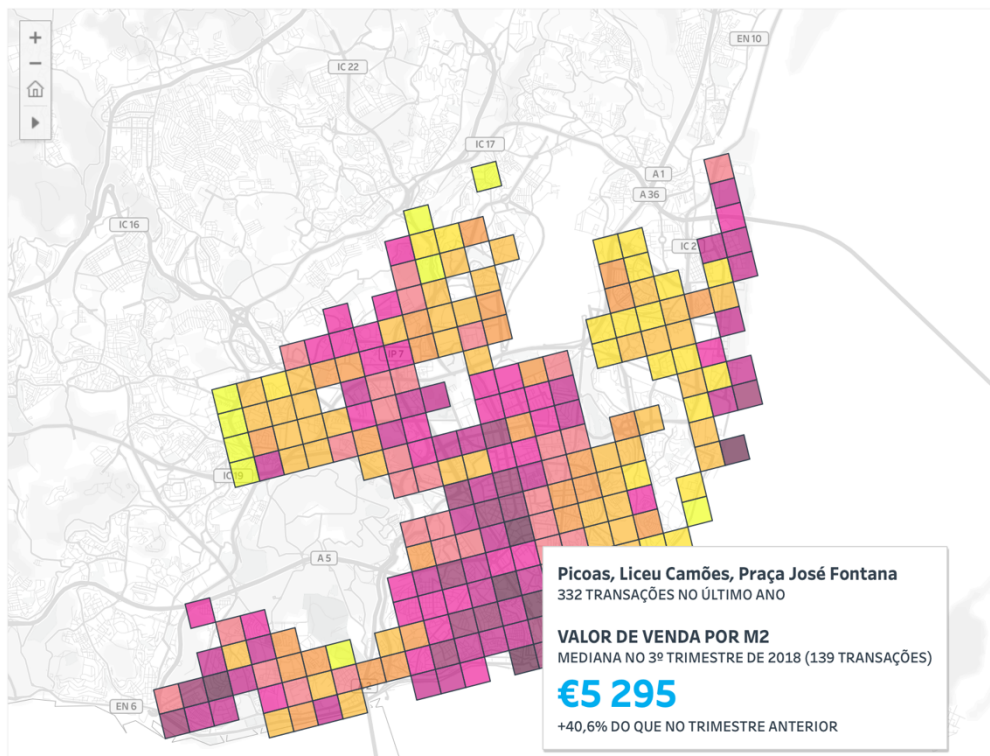 +
−
EN 10
IC 22
IC 17
A 1
A 36
IC 16
IC 2
IP 7
IC 19
A 5
EN 6
Picoas, Liceu Camões, Praça José Fontana
332 TRANSAÇÕES NO ÚLTIMO ANO
VALOR DE VENDA POR M2
MEDIANA NO 3º TRIMESTRE DE 2018 (139 TRANSAÇÕES)
€5 295
+40,6% DO QUE NO TRIMESTRE ANTERIOR